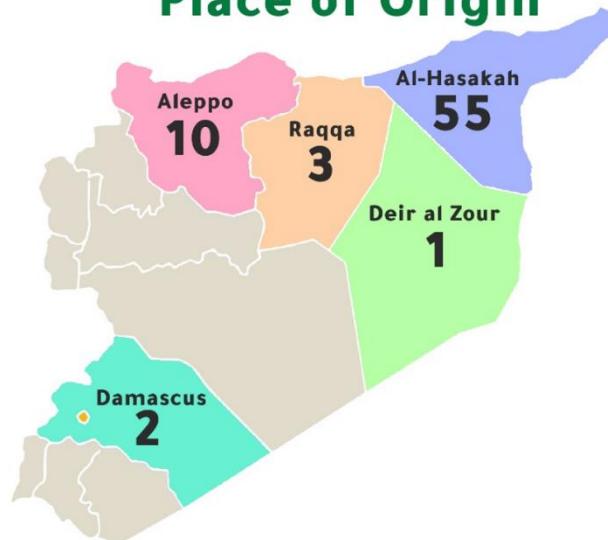 Place of Origin
Aleppo
10
Raqqa
3
Al-Hasakah
55
Deir al Zour
1
Damascus
2